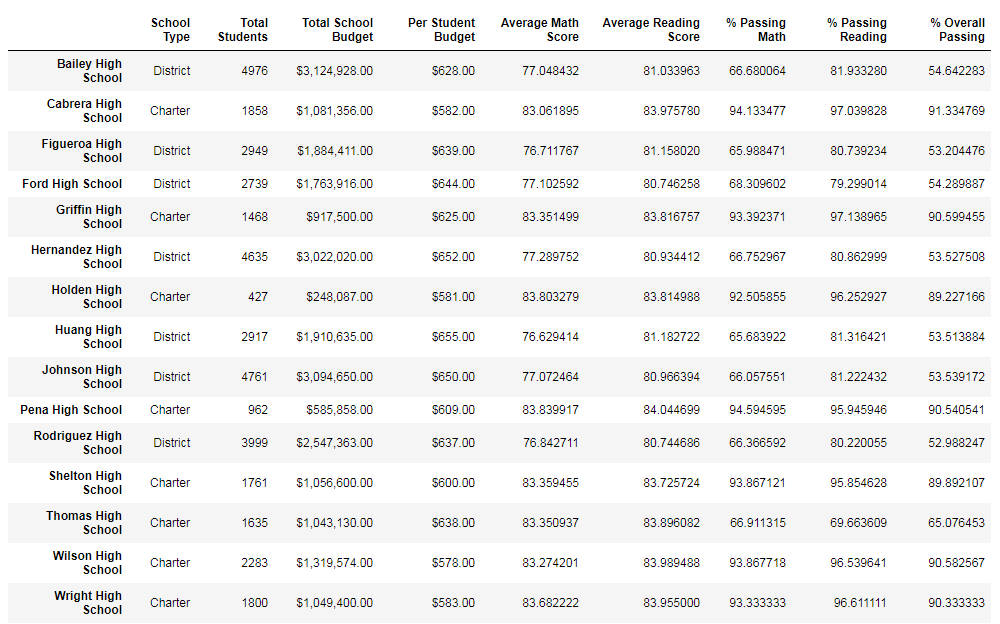 School Type Total Students Total School Budget Per Student Budget Average Math Score Average Reading Score % Passing Math % Passing Reading % Overall Passing
Bailey High School District 4976 $3,124,928.00 $628.00 77.048432 81.033963 66.680064 81.933280 54.642283
Cabrera High School Charter 1858 $1,081,356.00 $582.00 83.061895 83.975780 94.133477 97.039828 91.334769
Figueroa High School District 2949 $1,884,411.00 $639.00 76.711767 81.158020 65.988471 80.739234 53.204476
Ford High School District 2739 $1,763,916.00 $644.00 77.102592 80.746258 68.309602 79.299014 54.289887
Griffin High School Charter 1468 $917,500.00 $625.00 83.351499 83.816757 93.392371 97.138965 90.599455
Hernandez High School District 4635 $3,022,020.00 $652.00 77.289752 80.934412 66.752967 80.862999 53.527508
Holden High School Charter 427 $248,087.00 $581.00 83.803279 83.814988 92.505855 96.252927 89.227166
Huang High School District 2917 $1,910,635.00 $655.00 76.629414 81.182722 65.683922 81.316421 53.513884
Johnson High School District 4761 $3,094,650.00 $650.00 77.072464 80.966394 66.057551 81.222432 53.539172
Pena High School Charter 962 $585,858.00 $609.00 83.839917 84.044699 94.594595 95.945946 90.540541
Rodriguez High School District 3999 $2,547,363.00 $637.00 76.842711 80.744686 66.366592 80.220055 52.988247
Shelton High School Charter 1761 $1,056,600.00 $600.00 83.359455 83.725724 93.867121 95.854628 89.892107
Thomas High School Charter 1635 $1,043,130.00 $638.00 83.350937 83.896082 66.911315 69.663609 65.076453
Wilson High School Charter 2283 $1,319,574.00 $578.00 83.274201 83.989488 93.867718 96.539641 90.582567
Wright High School Charter 1800 $1,049,400.00 $583.00 83.682222 83.955000 93.333333 96.611111 90.333333